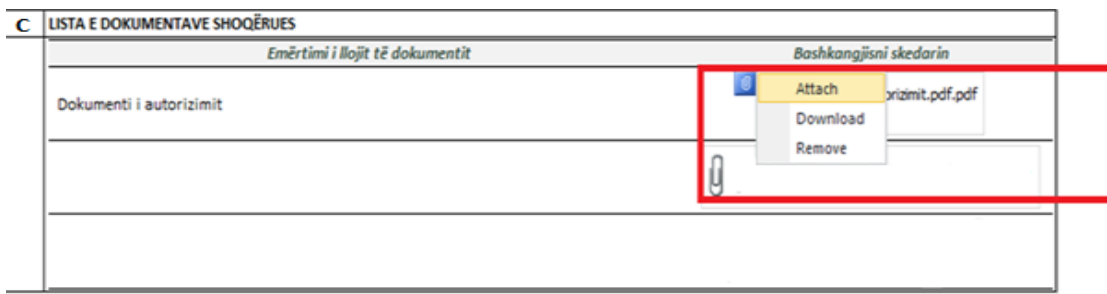 C LISTA E DOKUMENTAVE SHOQËRUES
Emërtimi i llojit të dokumentit Bashkangjisni skedarin
Dokumenti i autorizimit
Attach
rizimit.pdf.pdf
Download
Remove